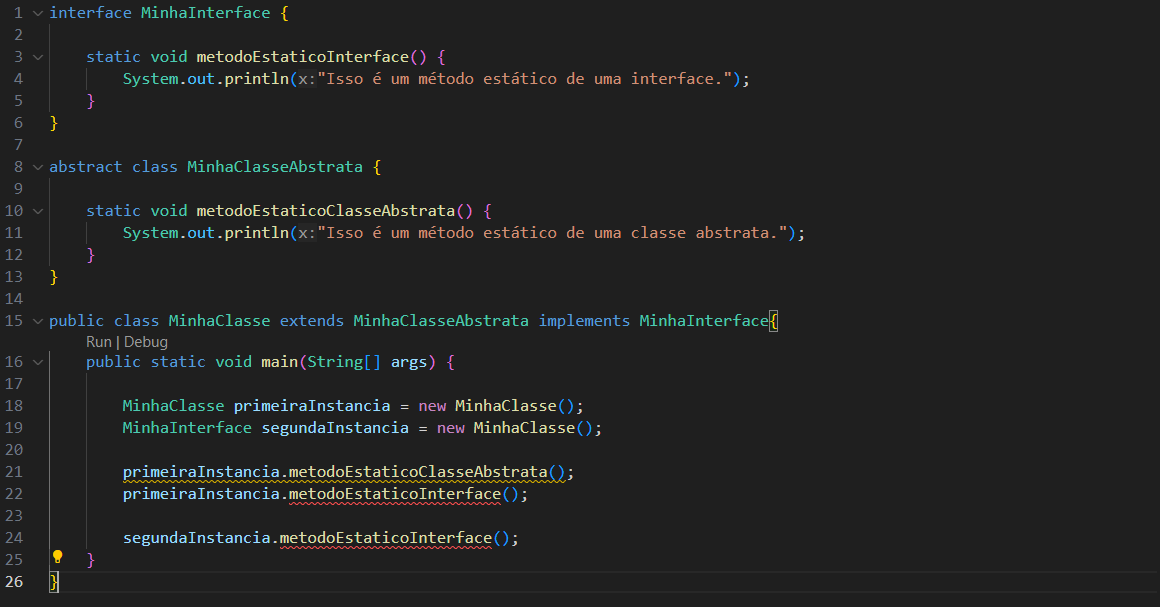 1 interface MinhaInterface {
2
3 static void metodoEstaticoInterface() {
4 System.out.println(x:"Isso é um método estático de uma interface.");
5 }
6 }
7
8 abstract class MinhaClasseAbstrata {
9
10 static void metodoEstaticoClasseAbstrata() {
11 System.out.println(x:"Isso é um método estático de uma classe abstrata.");
12 }
13 }
14
15 public class MinhaClasse extends MinhaClasseAbstrata implements MinhaInterface{
Run | Debug
16 public static void main(String[] args) {
17
18 MinhaClasse primeiraInstancia = new MinhaClasse();
19 MinhaInterface segundaInstancia = new MinhaClasse();
20
21 primeiraInstancia.metodoEstaticoClasseAbstrata();
22 primeiraInstancia.metodoEstaticoInterface();
23
24 segundaInstancia.metodoEstaticoInterface();
25 }
26 }